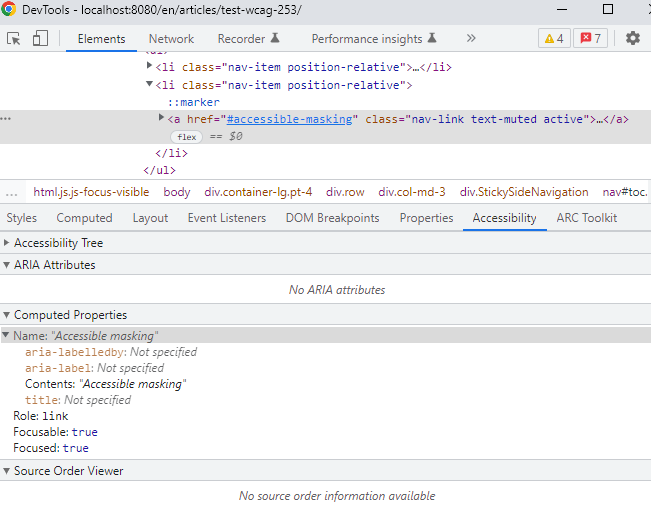 DevTools - localhost:8080/en/articles/test-wcag-253/
Elements Network Recorder Performance insights » 4 7
<li class="nav-item position-relative">…</li>
<li class="nav-item position-relative">
::marker
… <a href="#accessible-masking" class="nav-link text-muted active">…</a>
flex == $0
</li>
</ul>
… html.js.js-focus-visible body div.container-lg.pt-4 div.row div.col-md-3 div.StickySideNavigation nav#toc.
Styles Computed Layout Event Listeners DOM Breakpoints Properties Accessibility ARC Toolkit
Accessibility Tree
ARIA Attributes
No ARIA attributes
Computed Properties
Name: "Accessible masking"
aria-labelledby: Not specified
aria-label: Not specified
Contents: "Accessible masking"
title: Not specified
Role: link
Focusable: true
Focused: true
Source Order Viewer
No source order information available